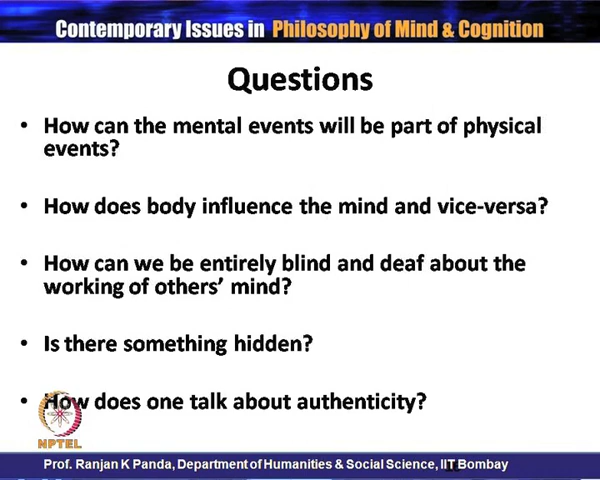 Contemporary Issues in Philosophy of Mind & Cognition
Questions
• How can the mental events will be part of physical
events?
• How does body influence the mind and vice-versa?
• How can we be entirely blind and deaf about the
working of others' mind?
• Is there something hidden?
• How does one talk about authenticity?
NPTEL
Prof. Ranjan K Panda, Department of Humanities & Social Science, IIT Bombay